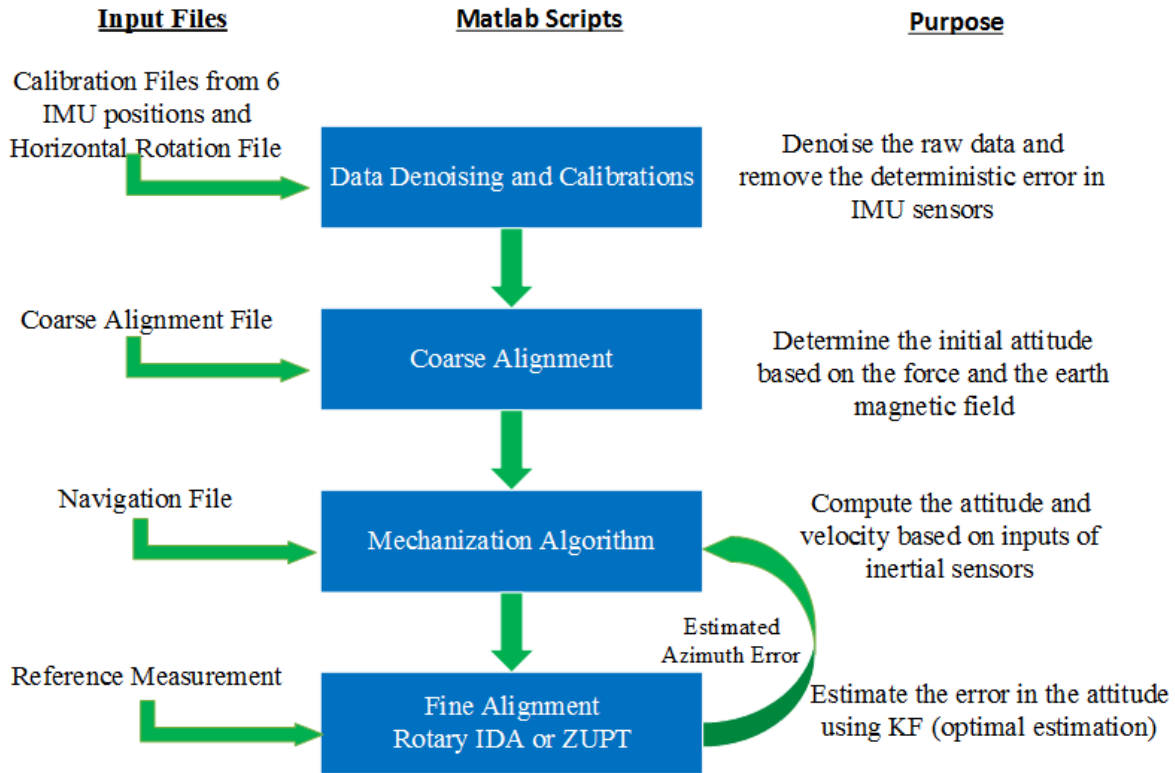 Input Files
Matlab Scripts
Purpose
Calibration Files from 6
IMU positions and
Horizontal Rotation File
Data Denoising and Calibrations
Denoise the raw data and
remove the deterministic error in
IMU sensors
Coarse Alignment File
Coarse Alignment
Determine the initial attitude
based on the force and the earth
magnetic field
Navigation File
Mechanization Algorithm
Compute the attitude and
velocity based on inputs of
inertial sensors
Estimated
Azimuth Error
Reference Measurement
Fine Alignment
Rotary IDA or ZUPT
Estimate the error in the attitude
using KF (optimal estimation)